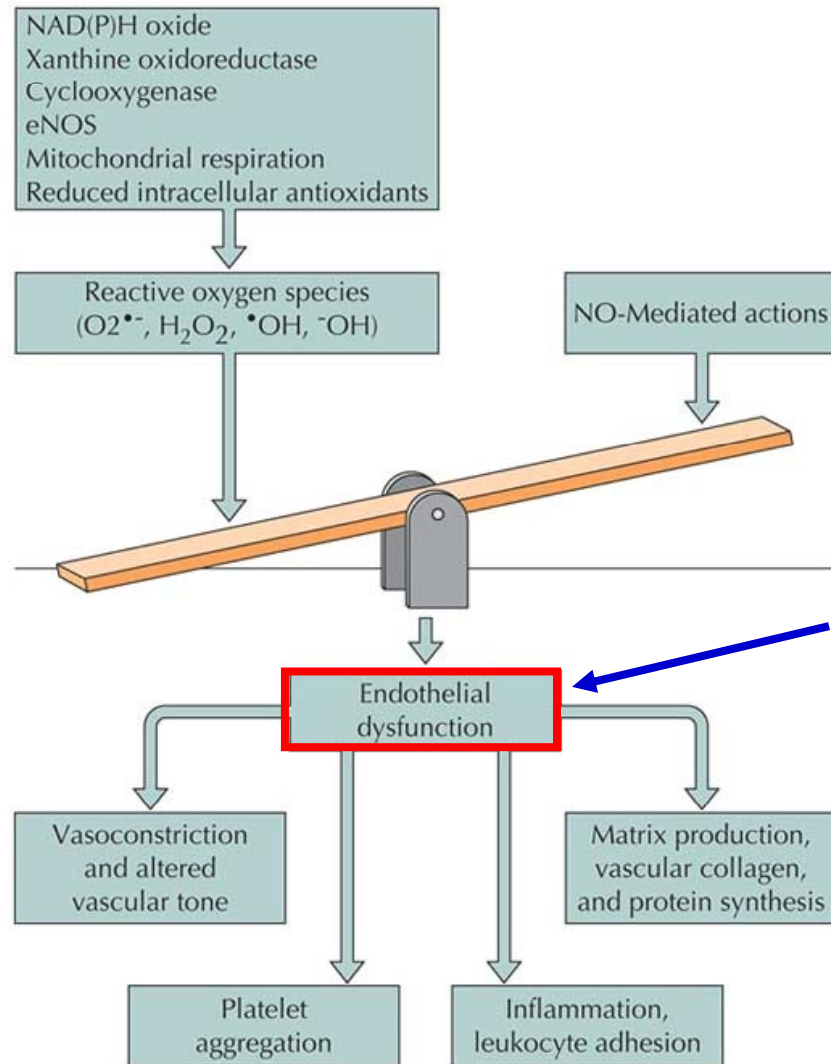 NAD(P)H oxide
Xanthine oxidoreductase
Cyclooxygenase
eNOS
Mitochondrial respiration
Reduced intracellular antioxidants
Reactive oxygen species
(O2•-, H2O2, •OH, -OH)
NO-Mediated actions
Endothelial
dysfunction
Vasoconstriction
and altered
vascular tone
Matrix production,
vascular collagen,
and protein synthesis
Platelet
aggregation
Inflammation,
leukocyte adhesion